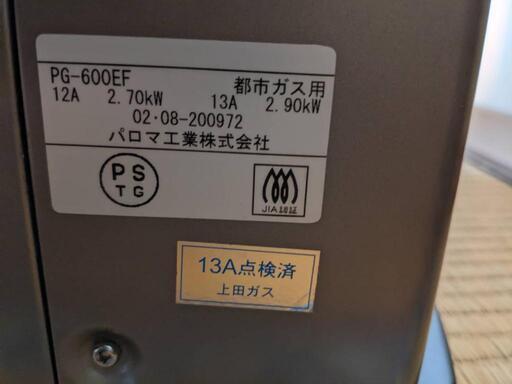 PG-600EF 都市ガス用
12A 2.70kW 13A 2.90kW
02・08-200972
パロマ工業株式会社
PS
TG
JIA認証
13A点検済
上田ガス